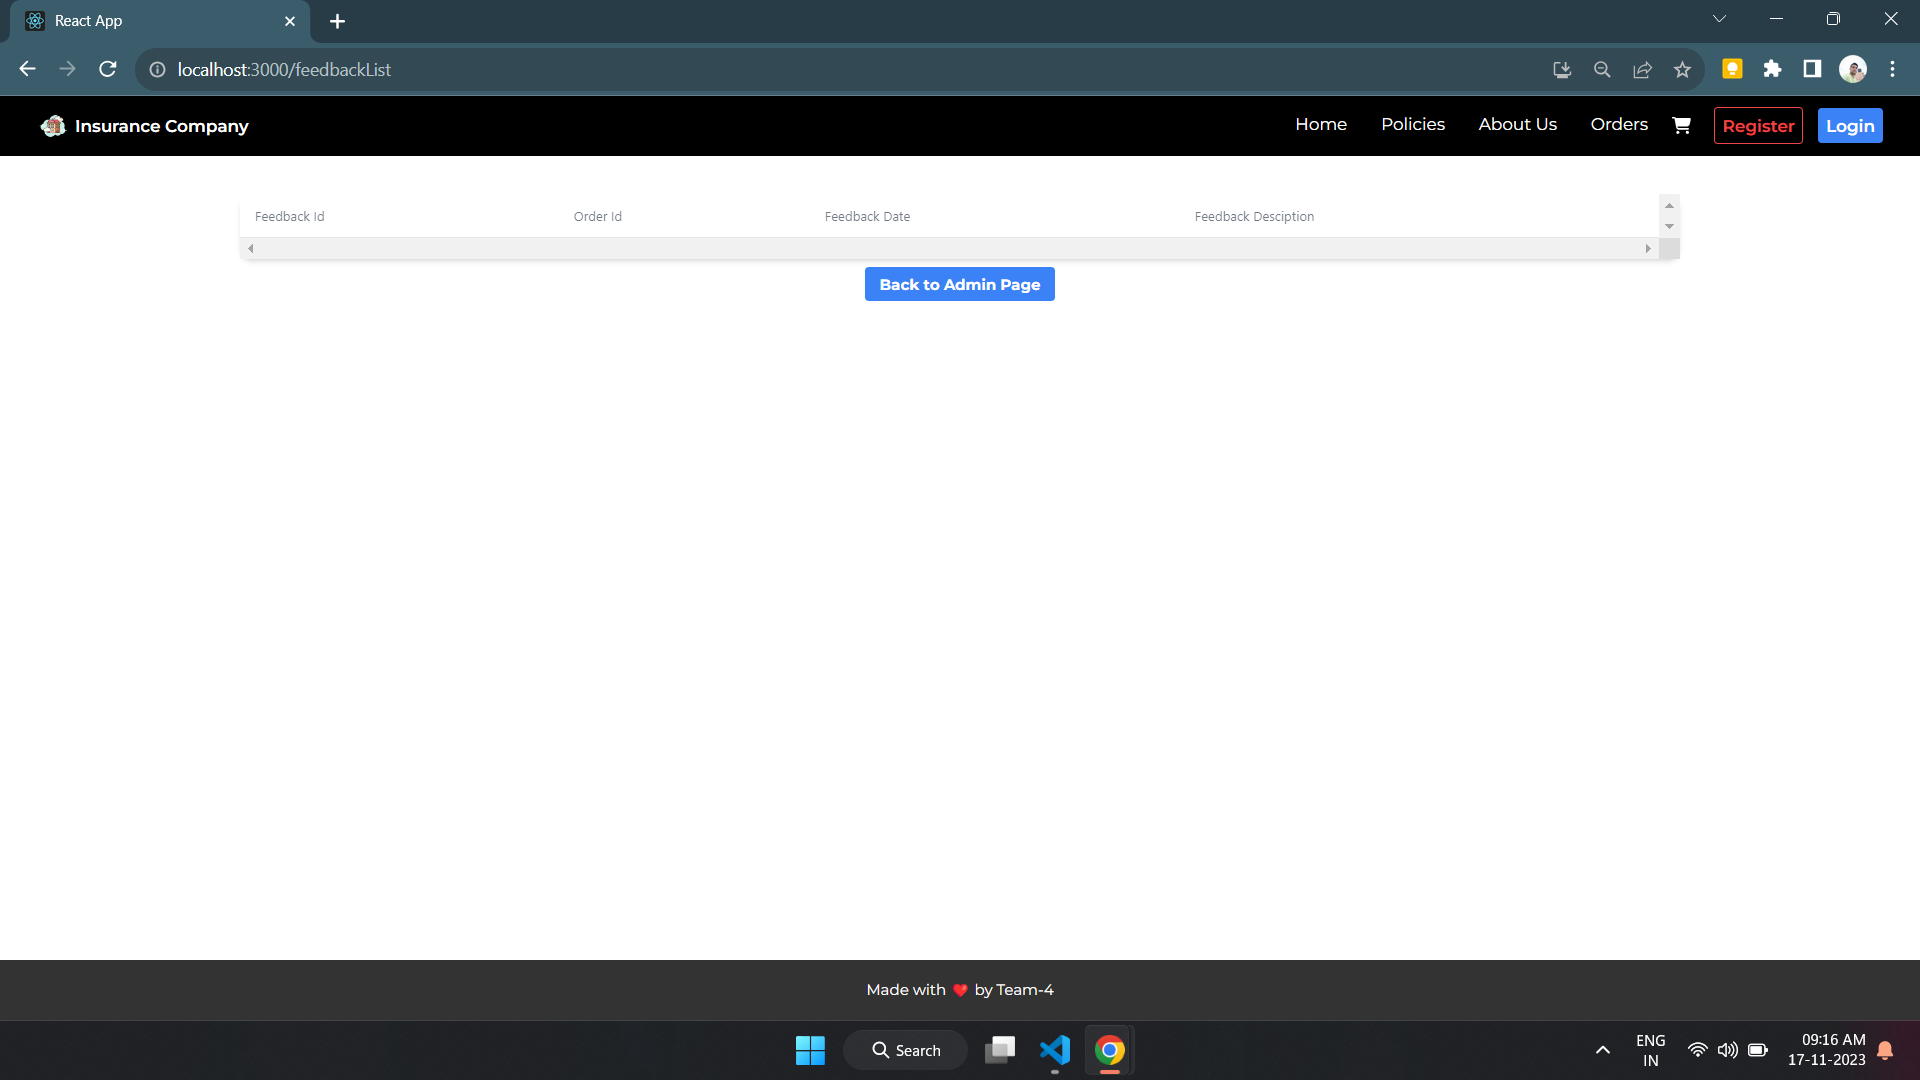 React App
localhost:3000/feedbackList
Insurance Company
Home Policies About Us Orders Register Login
Feedback Id Order Id Feedback Date Feedback Desciption
Back to Admin Page
Made with ❤️ by Team-4
Search
ENG
IN
09:16 AM
17-11-2023